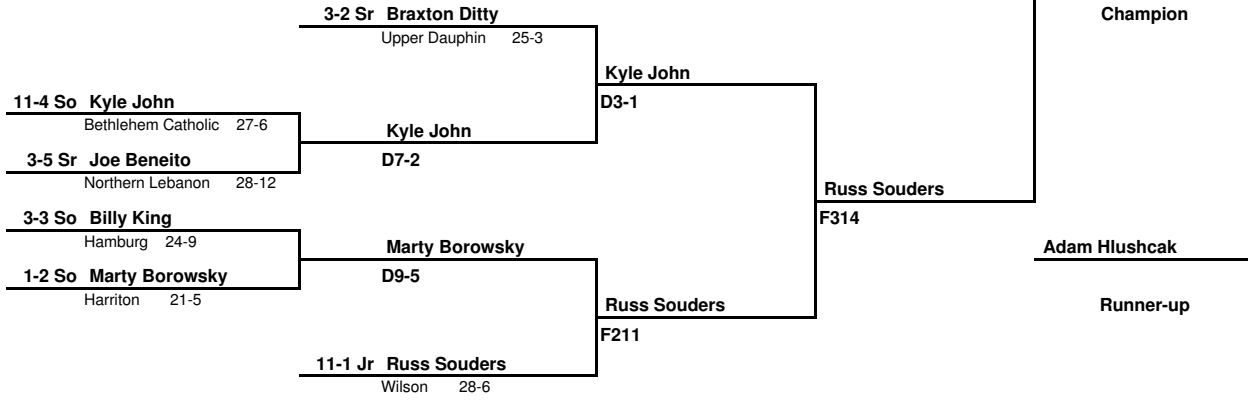 3-2 Sr Braxton Ditty
Champion
Upper Dauphin 25-3
Kyle John
11-4 So Kyle John
D3-1
Bethlehem Catholic 27-6
Kyle John
3-5 Sr Joe Beneito
D7-2
Northern Lebanon 28-12
Russ Souders
3-3 So Billy King
F314
Hamburg 24-9
Marty Borowsky
Adam Hlushcak
1-2 So Marty Borowsky
D9-5
Harriton 21-5
Russ Souders
Runner-up
F211
11-1 Jr Russ Souders
Wilson 28-6